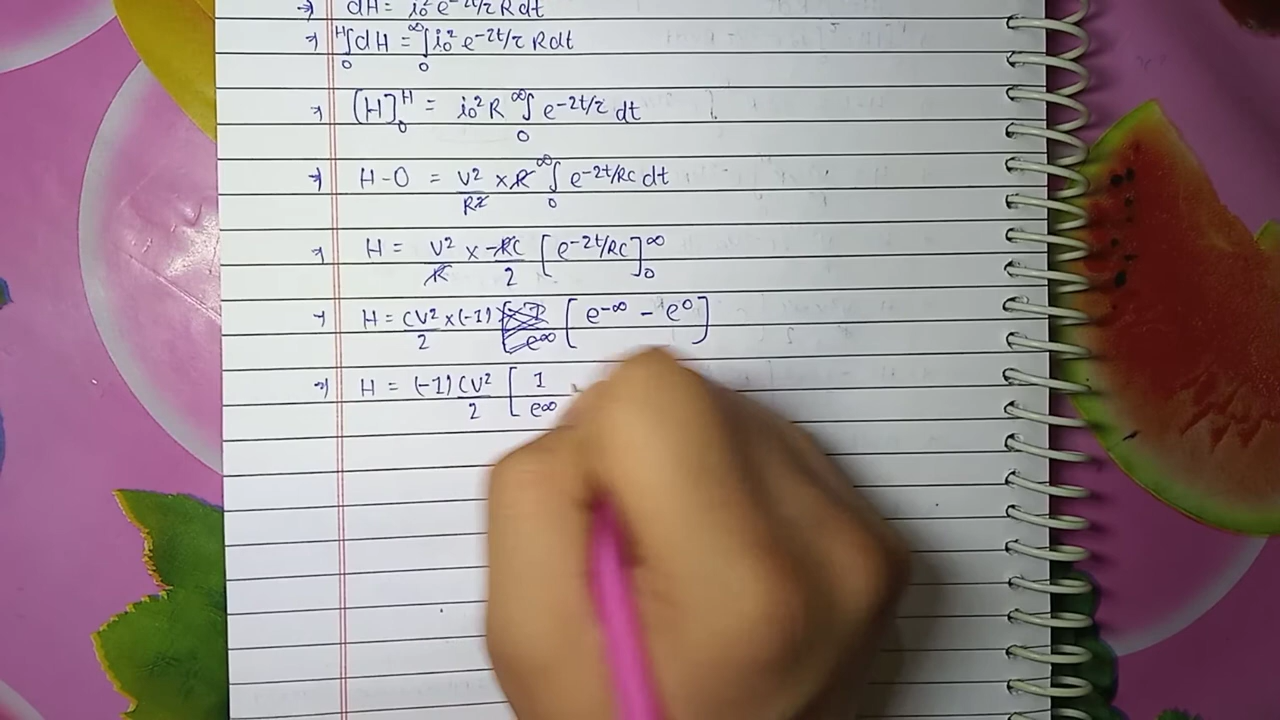 ⇒ dH = i₀² e^-2t/τ R dt
⇒ ᴴ∫₀ dH = ∞∫₀ i₀² e^-2t/τ R dt
⇒ [H]₀ᴴ = i₀² R ∞∫₀ e^-2t/τ dt
⇒ H - 0 = V²/R² × R ∞∫₀ e^-2t/RC dt
⇒ H = V²/R × -RC/2 [e^-2t/RC]₀^∞
⇒ H = CV²/2 × (-1) [e^-∞ - e^0]
⇒ H = (-1) CV²/2 [1/e^∞